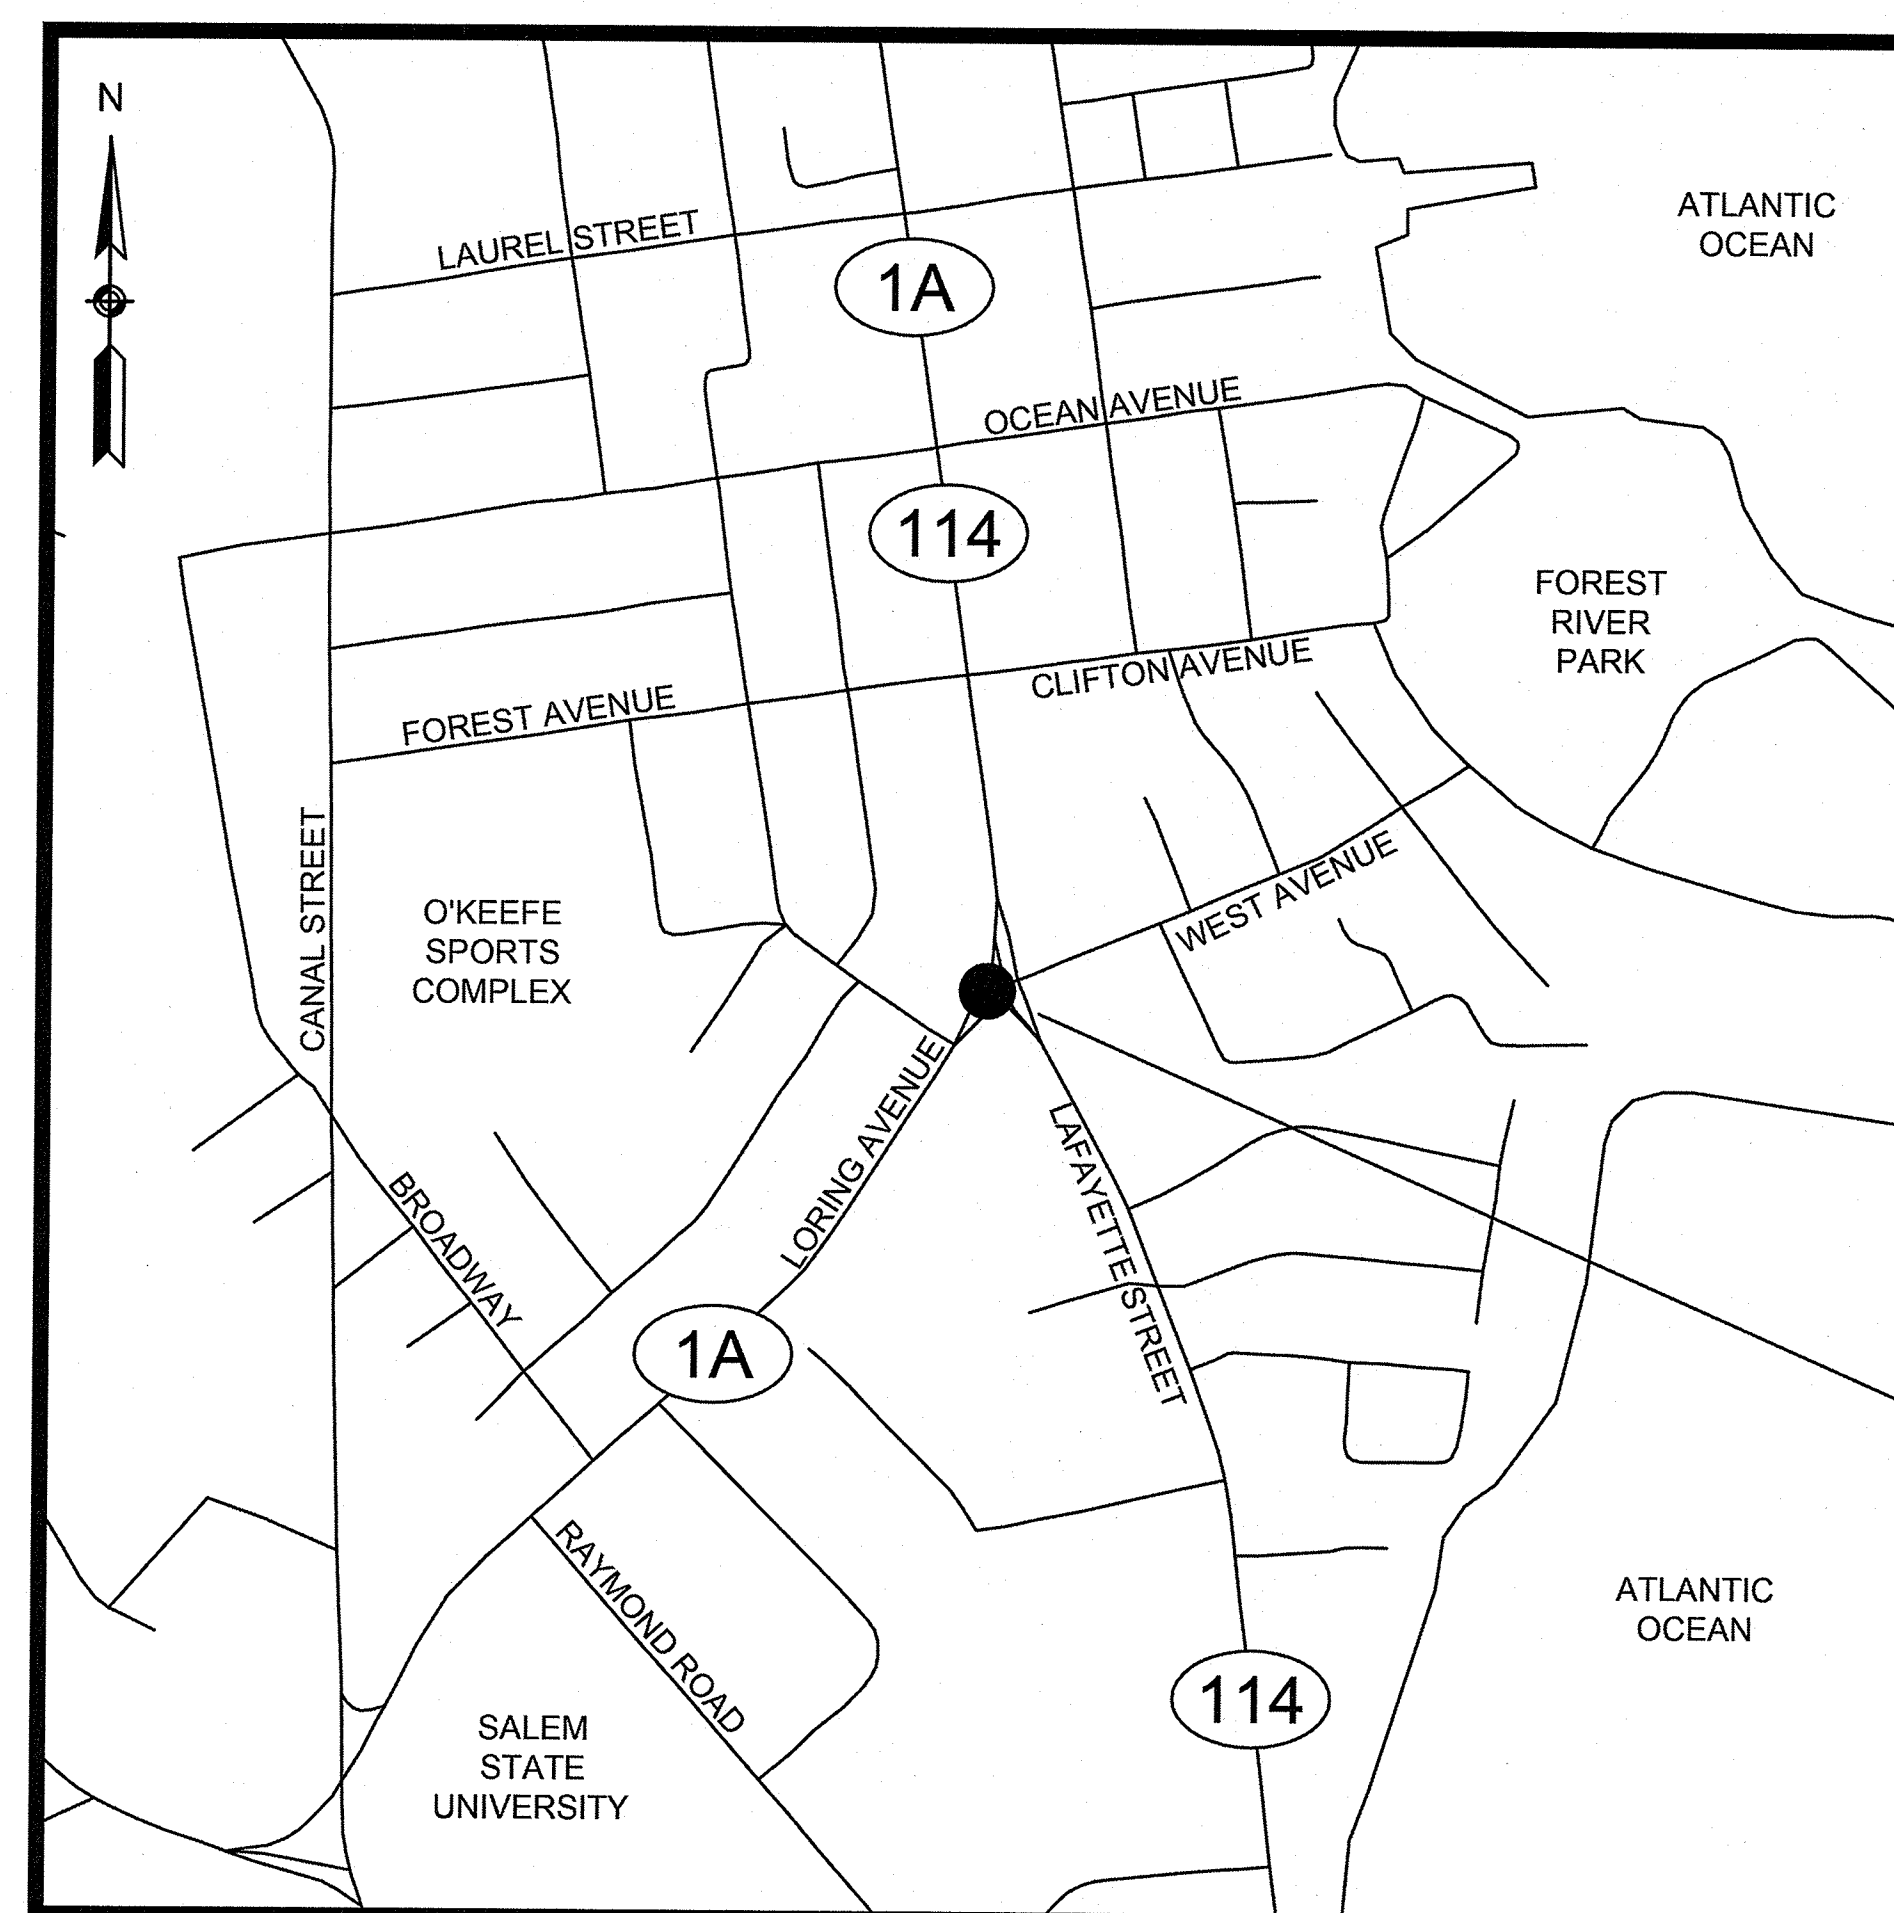 N
ATLANTIC
OCEAN
LAUREL STREET
1A
OCEAN AVENUE
114
FOREST
RIVER
PARK
CLIFTON AVENUE
FOREST AVENUE
CANAL STREET
O'KEEFE
SPORTS
COMPLEX
WEST AVENUE
LORING AVENUE
LAFAYETTE STREET
BROADWAY
1A
RAYMOND ROAD
ATLANTIC
OCEAN
114
SALEM
STATE
UNIVERSITY